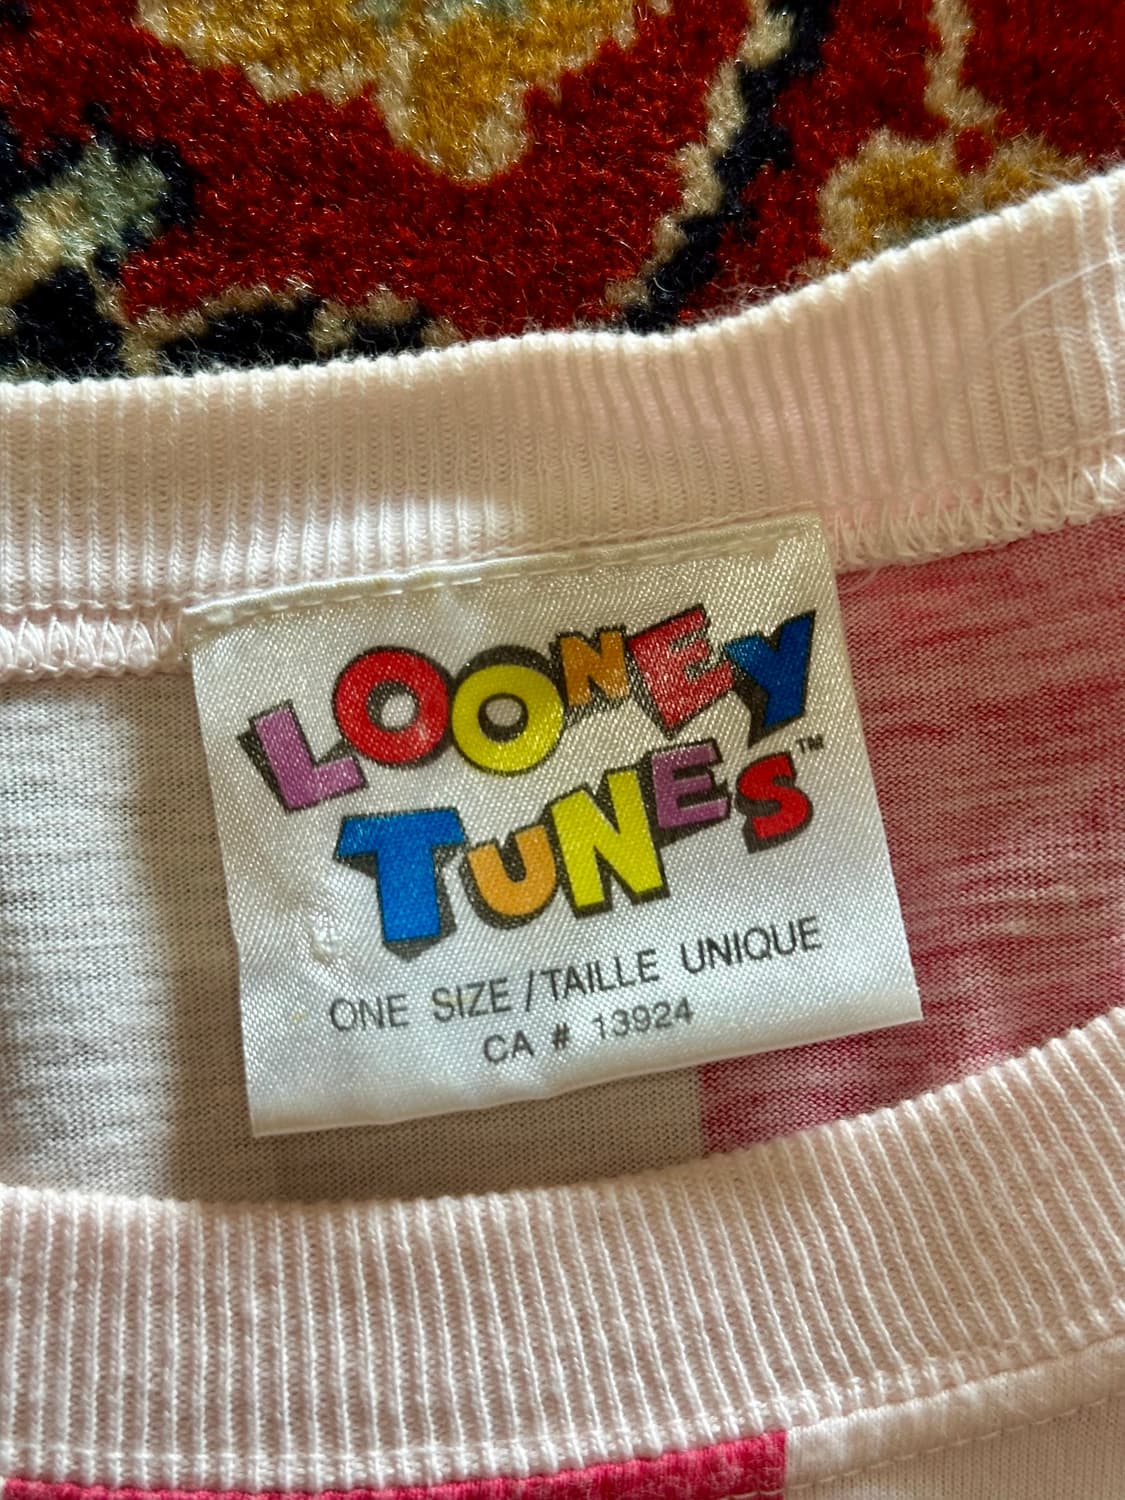 LOONEY
TUNES™
ONE SIZE / TAILLE UNIQUE
CA # 13924